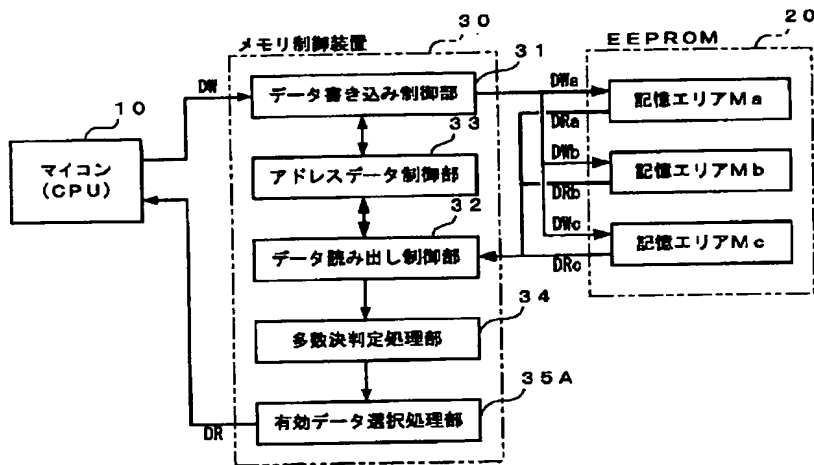 メモリ制御装置
30
31
EEPROM
20
DW
データ書き込み制御部
DWa
記憶エリアMa
DRa
10
33
マイコン
(CPU)
アドレスデータ制御部
DWb
記憶エリアMb
DRb
32
DWc
記憶エリアMc
データ読み出し制御部
DRc
34
多数決判定処理部
35A
有効データ選択処理部
DR